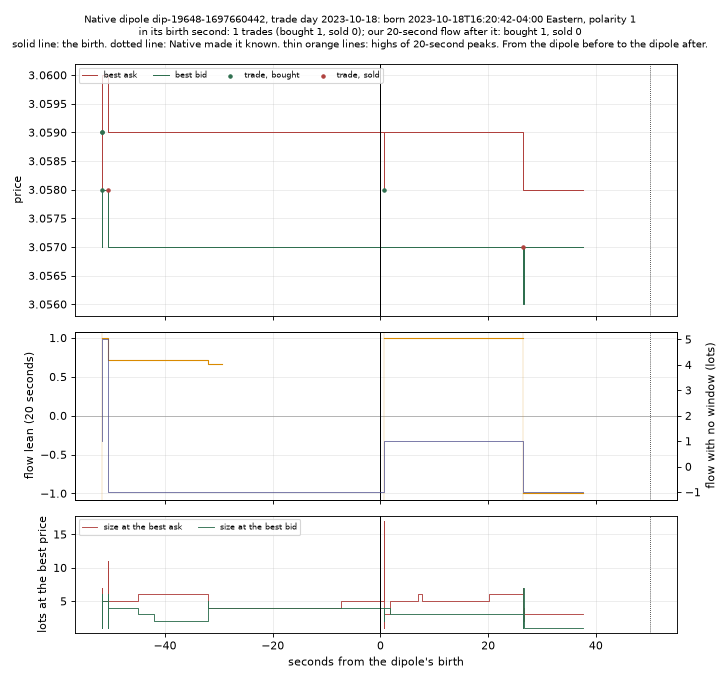 Native dipole dip-19648-1697660442, trade day 2023-10-18: born 2023-10-18T16:20:42-04:00 Eastern, polarity 1
in its birth second: 1 trades (bought 1, sold 0); our 20-second flow after it: bought 1, sold 0
solid line: the birth. dotted line: Native made it known. thin orange lines: highs of 20-second peaks. From the dipole before to the dipole after.
best ask
best bid
trade, bought
trade, sold
3.0600
3.0595
3.0590
3.0585
3.0580
3.0575
3.0570
3.0565
3.0560
price
1.0
0.5
0.0
−0.5
−1.0
flow lean (20 seconds)
5
4
3
2
1
0
−1
flow with no window (lots)
size at the best ask
size at the best bid
15
10
5
lots at the best price
−40
−20
0
20
40
seconds from the dipole's birth